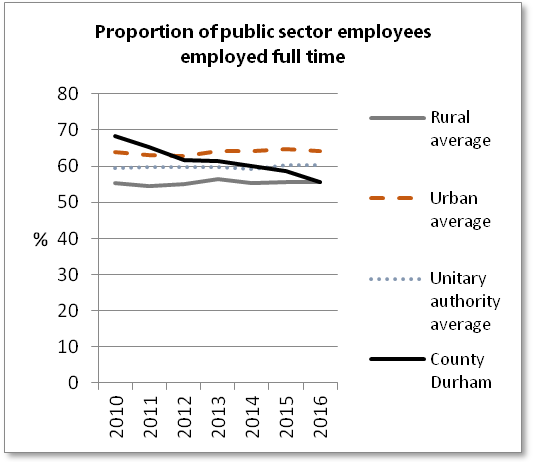 Proportion of public sector employees
employed full time
80
70
60
50
40
30
20
10
0
%
2010
2011
2012
2013
2014
2015
2016
Rural
average
Urban
average
Unitary
authority
average
County
Durham